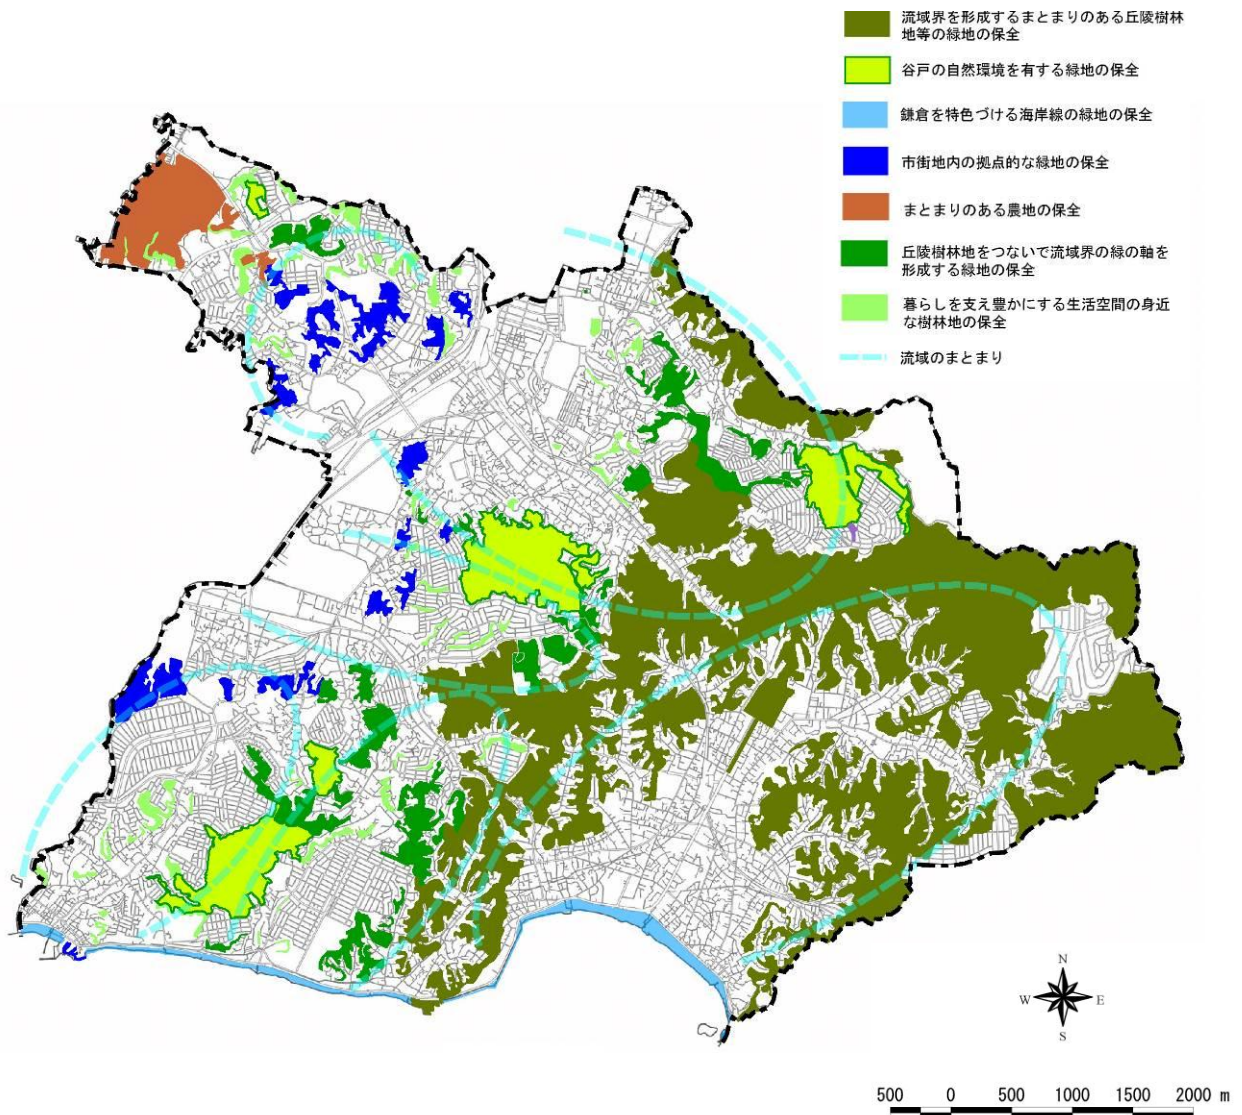 流域界を形成するまとまりのある丘陵樹林
地等の緑地の保全
谷戸の自然環境を有する緑地の保全
鎌倉を特色づける海岸線の緑地の保全
市街地内の拠点的な緑地の保全
まとまりのある農地の保全
丘陵樹林地をつないで流域界の緑の軸を
形成する緑地の保全
暮らしを支え豊かにする生活空間の身近
な樹林地の保全
流域のまとまり
N
W E
S
500 0 500 1000 1500 2000 m